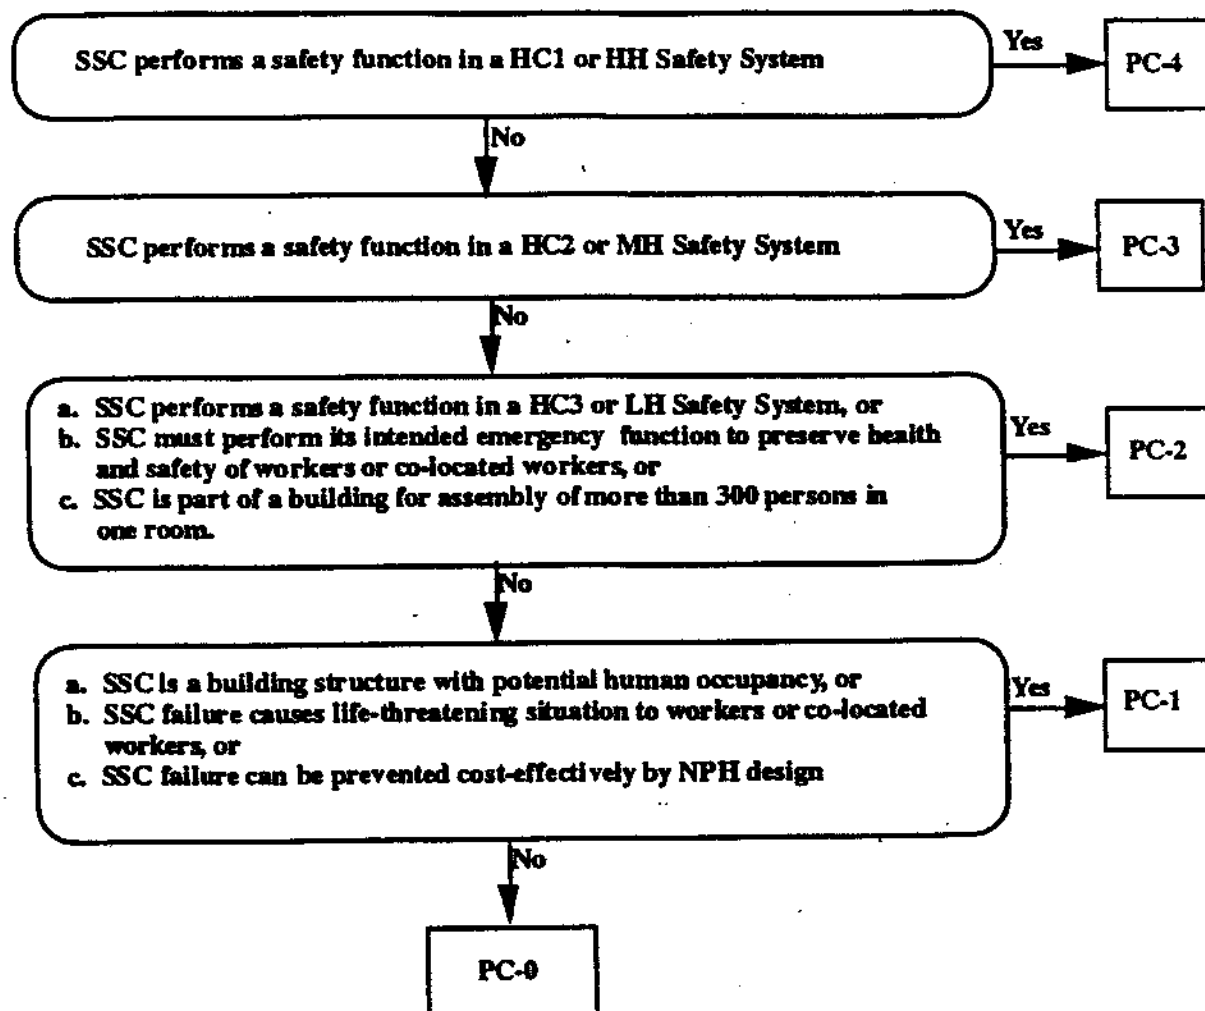 SSC performs a safety function in a HC1 or HH Safety System
Yes
PC-4
No
SSC performs a safety function in a HC2 or MH Safety System
Yes
PC-3
No
a. SSC performs a safety function in a HC3 or LH Safety System, or
b. SSC must perform its intended emergency function to preserve health
and safety of workers or co-located workers, or
c. SSC is part of a building for assembly of more than 300 persons in
one room.
Yes
PC-2
No
a. SSC is a building structure with potential human occupancy, or
b. SSC failure causes life-threatening situation to workers or co-located
workers, or
c. SSC failure can be prevented cost-effectively by NPH design
Yes
PC-1
No
PC-0